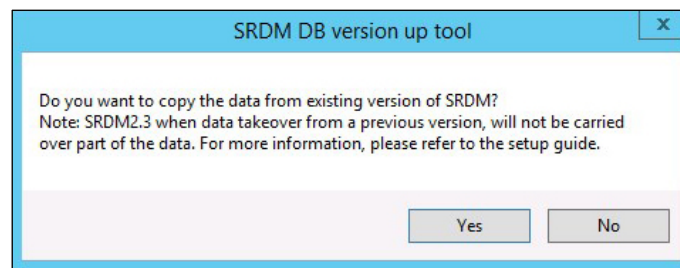 SRDM DB version up tool
x
Do you want to copy the data from existing version of SRDM?
Note: SRDM2.3 when data takeover from a previous version, will not be carried
over part of the data. For more information, please refer to the setup guide.
Yes
No